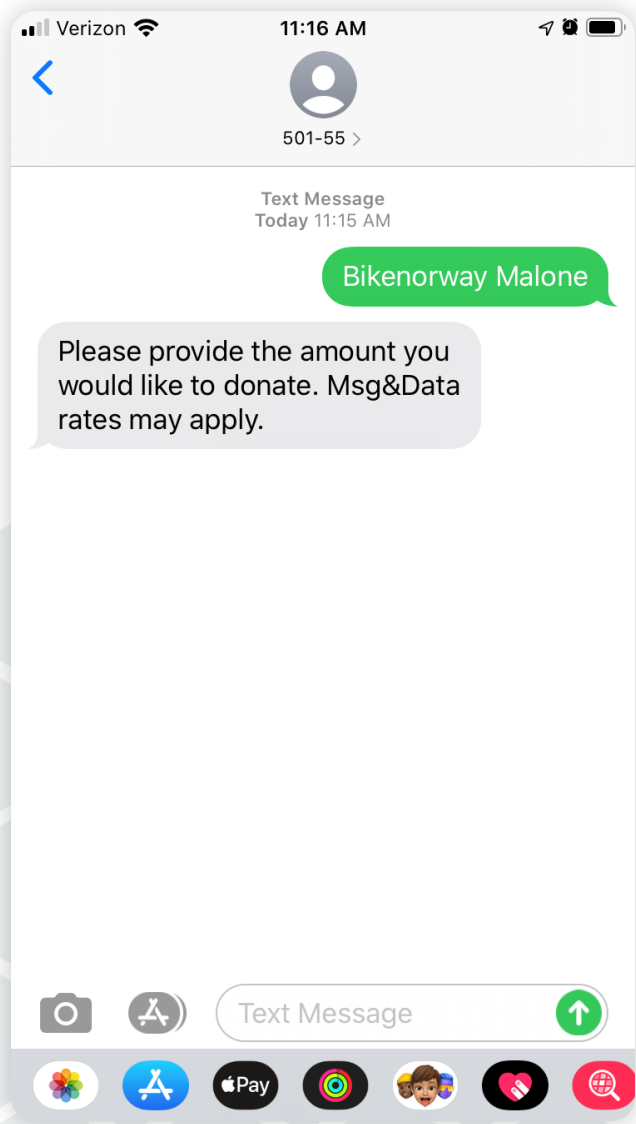 Verizon 11:16 AM
501-55
Text Message
Today 11:15 AM
Bikenorway Malone
Please provide the amount you
would like to donate. Msg&Data
rates may apply.
Text Message
Pay